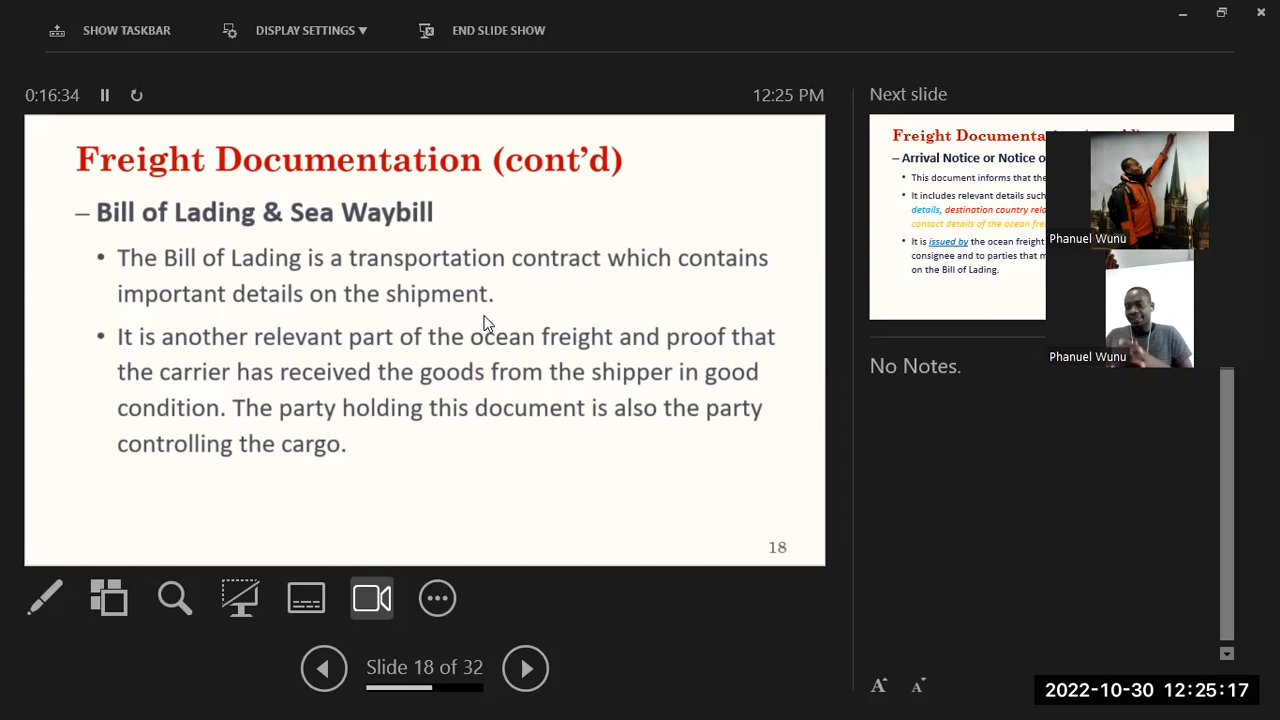 SHOW TASKBAR
DISPLAY SETTINGS ▼
END SLIDE SHOW
0:16:34
12:25 PM
Freight Documentation (cont’d)
– Bill of Lading & Sea Waybill
• The Bill of Lading is a transportation contract which contains
important details on the shipment.
• It is another relevant part of the ocean freight and proof that
the carrier has received the goods from the shipper in good
condition. The party holding this document is also the party
controlling the cargo.
18
Slide 18 of 32
Next slide
Freight Documenta
– Arrival Notice or Notice o
• This document informs that the
• It includes relevant details such
details, destination country rela
contact details of the ocean frei
• It is issued by the ocean freight
consignee and to parties that m
on the Bill of Lading.
Phanuel Wunu
Phanuel Wunu
No Notes.
A A
2022-10-30 12:25:17